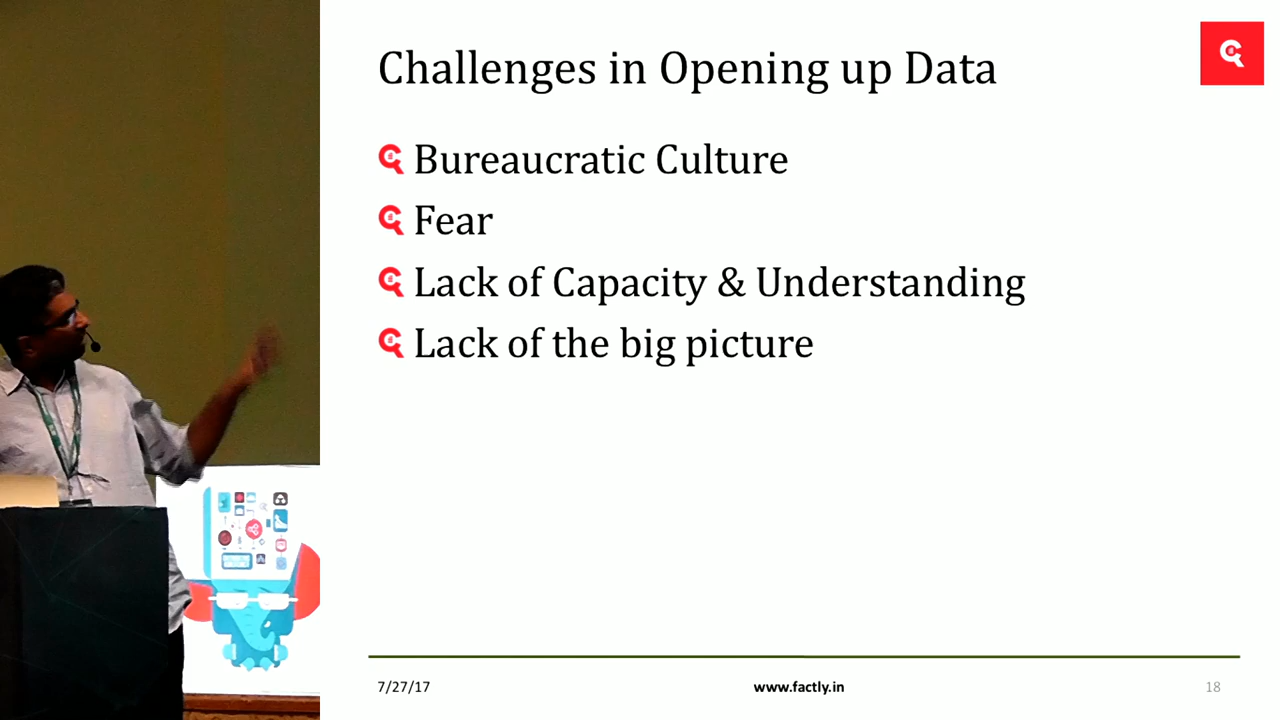 Challenges in Opening up Data
Bureaucratic Culture
Fear
Lack of Capacity & Understanding
Lack of the big picture
7/27/17
www.factly.in
18